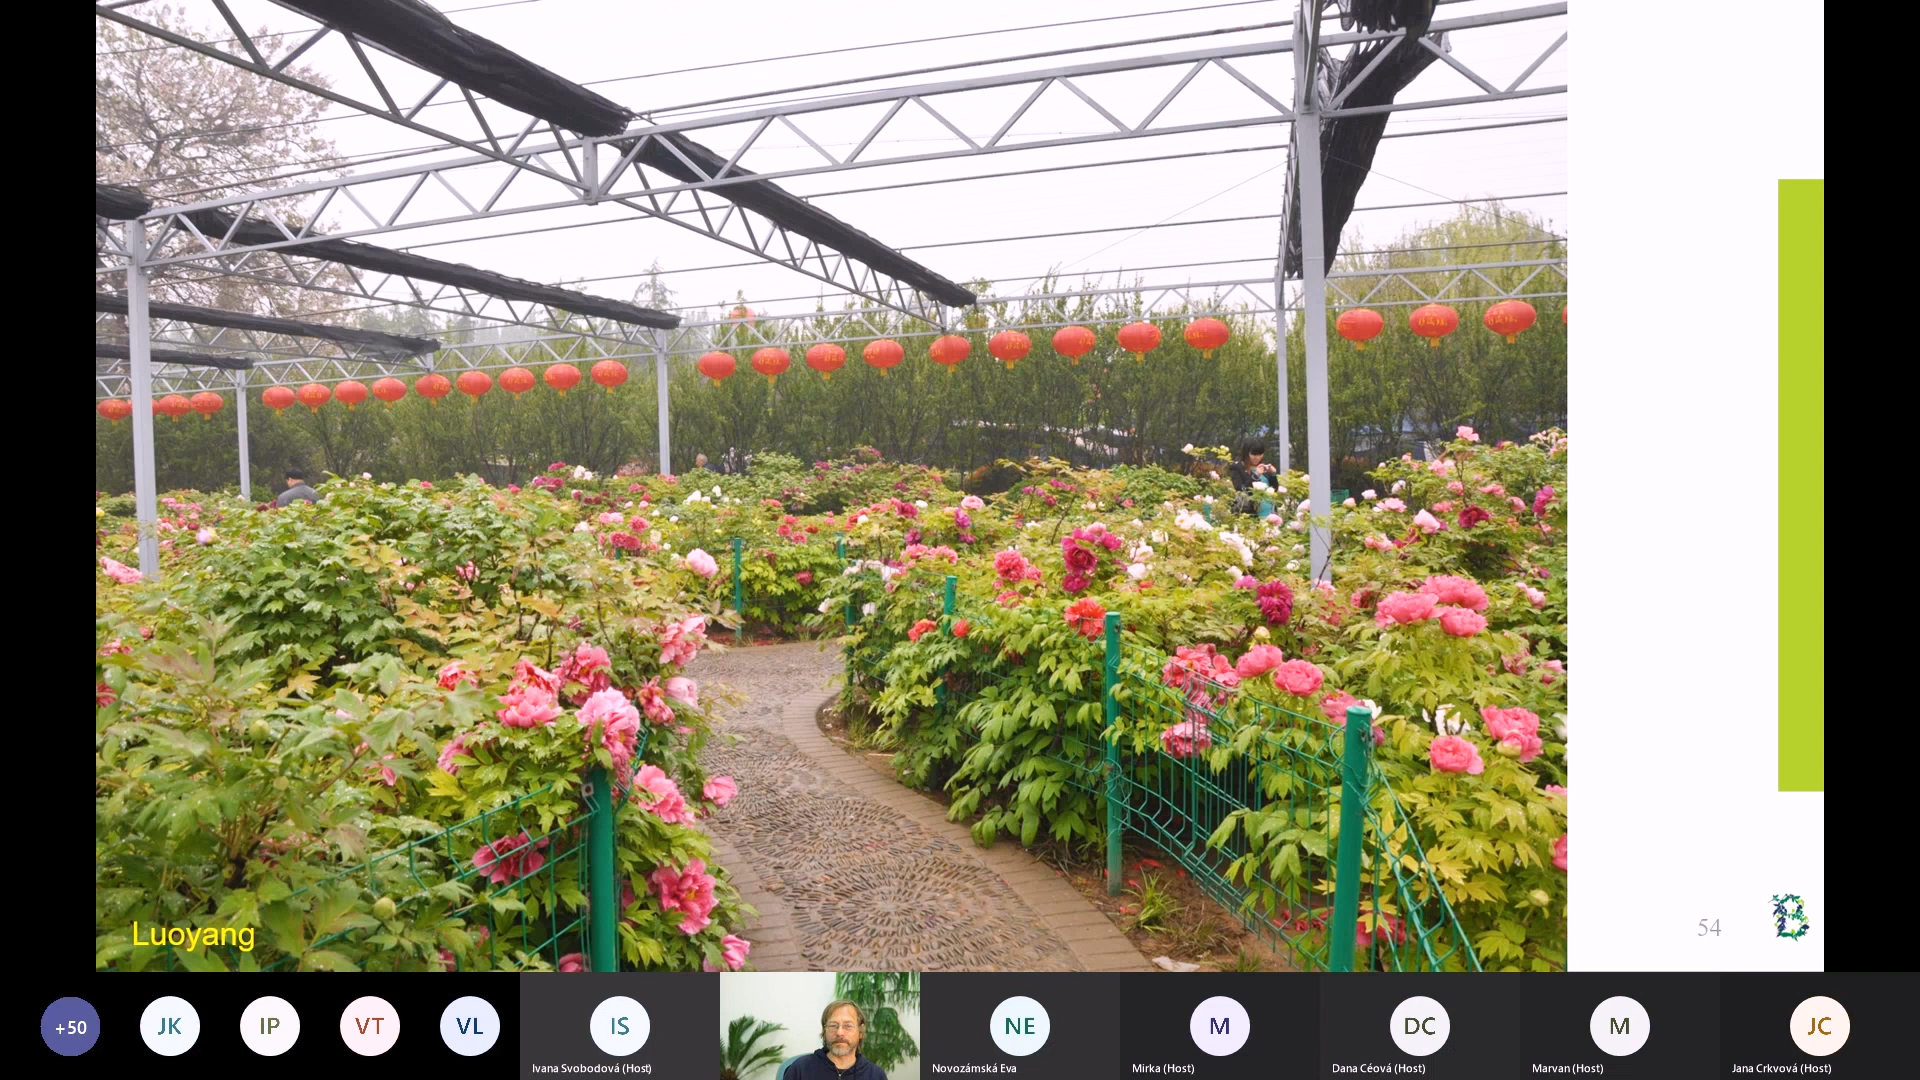 Luoyang
54
B
+50
JK
IP
VT
VL
IS
Ivana Svobodová (Host)
NE
Novozámská Eva
M
Mirka (Host)
DC
Dana Céová (Host)
M
Marvan (Host)
JC
Jana Crkvová (Host)